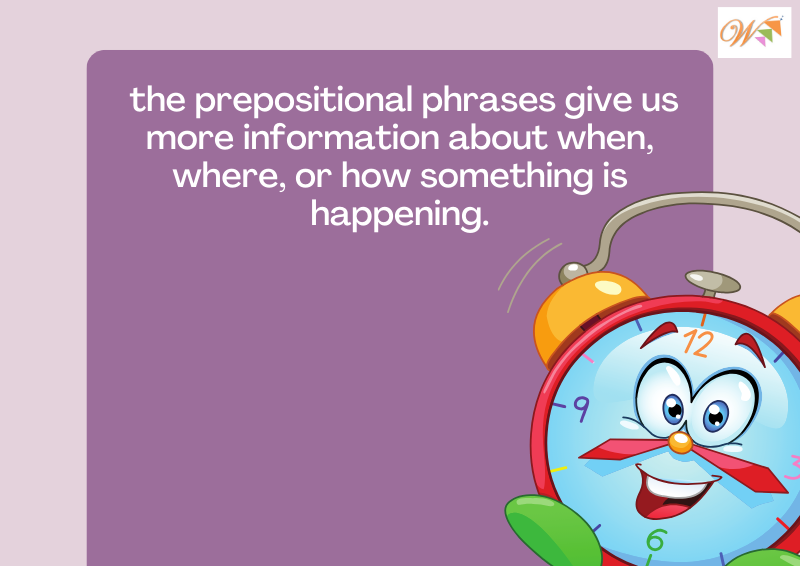 W
the prepositional phrases give us
more information about when,
where, or how something is
happening.
12
9
3
6